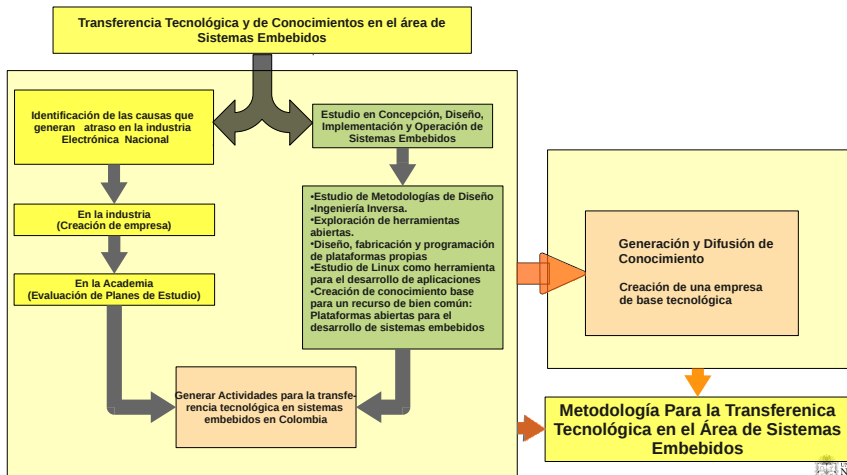 Transferencia Tecnológica y de Conocimientos en el área de
Sistemas Embebidos
Identificación de las causas que
generan atraso en la industria
Electrónica Nacional
Estudio en Concepción, Diseño,
Implementación y Operación de
Sistemas Embebidos
En la industria
(Creación de empresa)
En la Academia
(Evaluación de Planes de Estudio)
•Estudio de Metodologías de Diseño
•Ingeniería Inversa.
•Exploración de herramientas
abiertas.
•Diseño, fabricación y programación
de plataformas propias
•Estudio de Linux como herramienta
para el desarrollo de aplicaciones
•Creación de conocimiento base
para un recurso de bien común:
Plataformas abiertas para el
desarrollo de sistemas embebidos
Generar Actividades para la transfe-
rencia tecnológica en sistemas
embebidos en Colombia
Generación y Difusión de
Conocimiento
Creación de una empresa
de base tecnológica
Metodología Para la Transferenica
Tecnológica en el Área de Sistemas
Embebidos